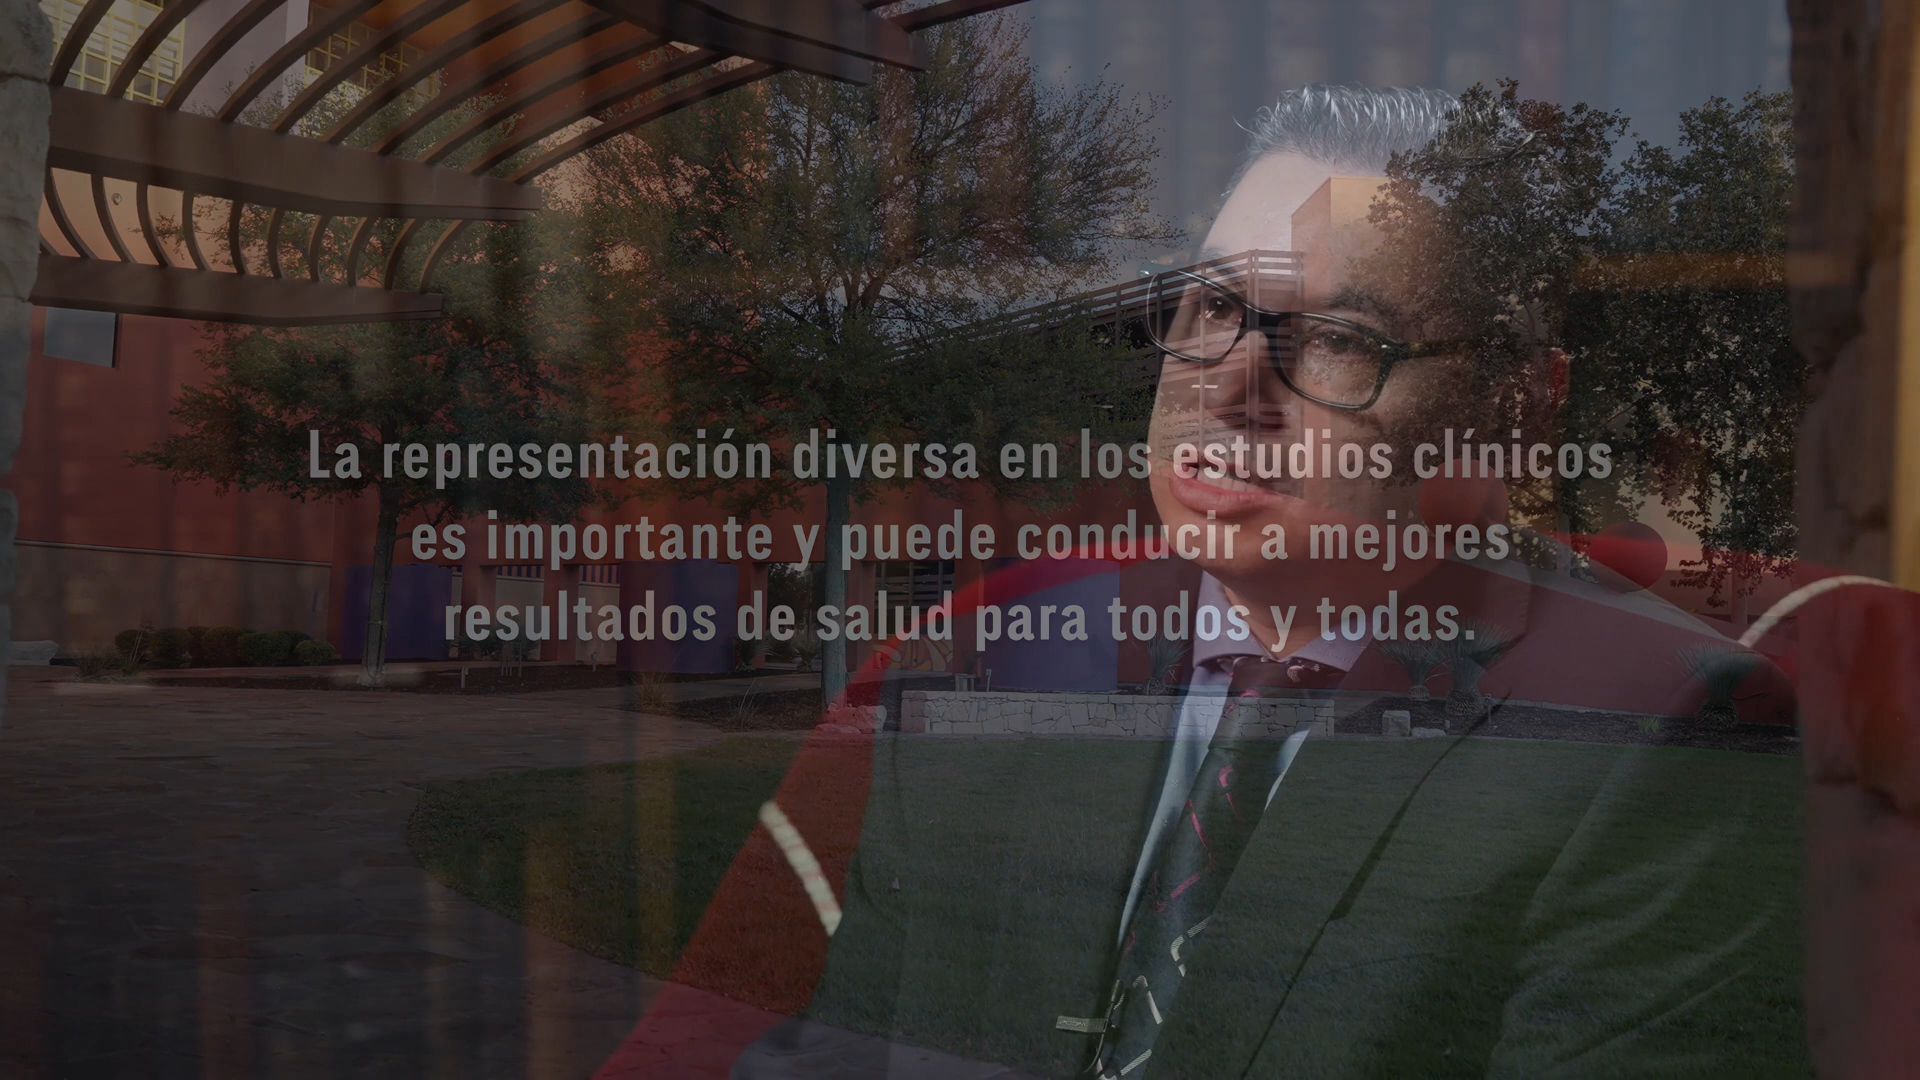 La representación diversa en los estudios clínicos
es importante y puede conducir a mejores
resultados de salud para todos y todas.